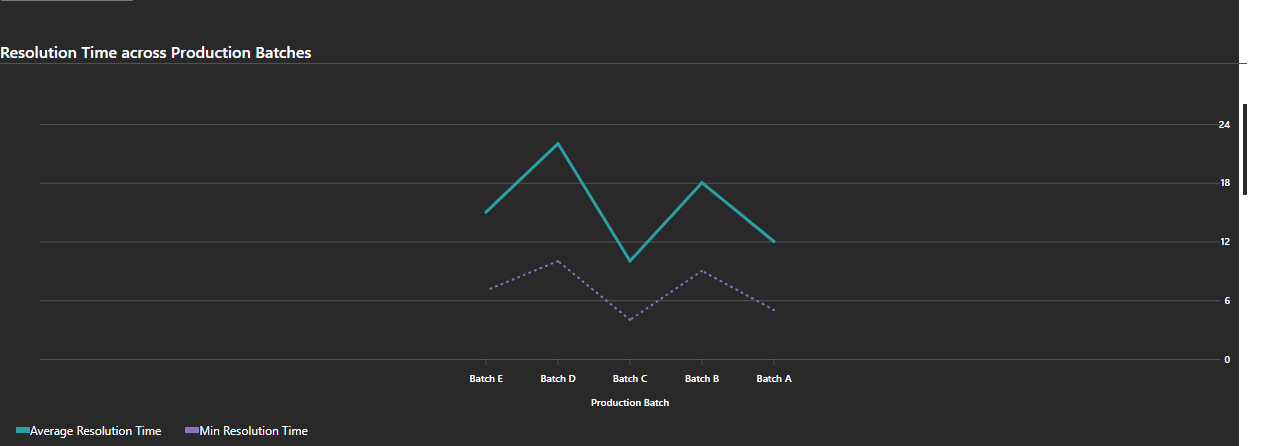 Resolution Time across Production Batches
24
18
12
6
0
Batch E Batch D Batch C Batch B Batch A
Production Batch
Average Resolution Time Min Resolution Time